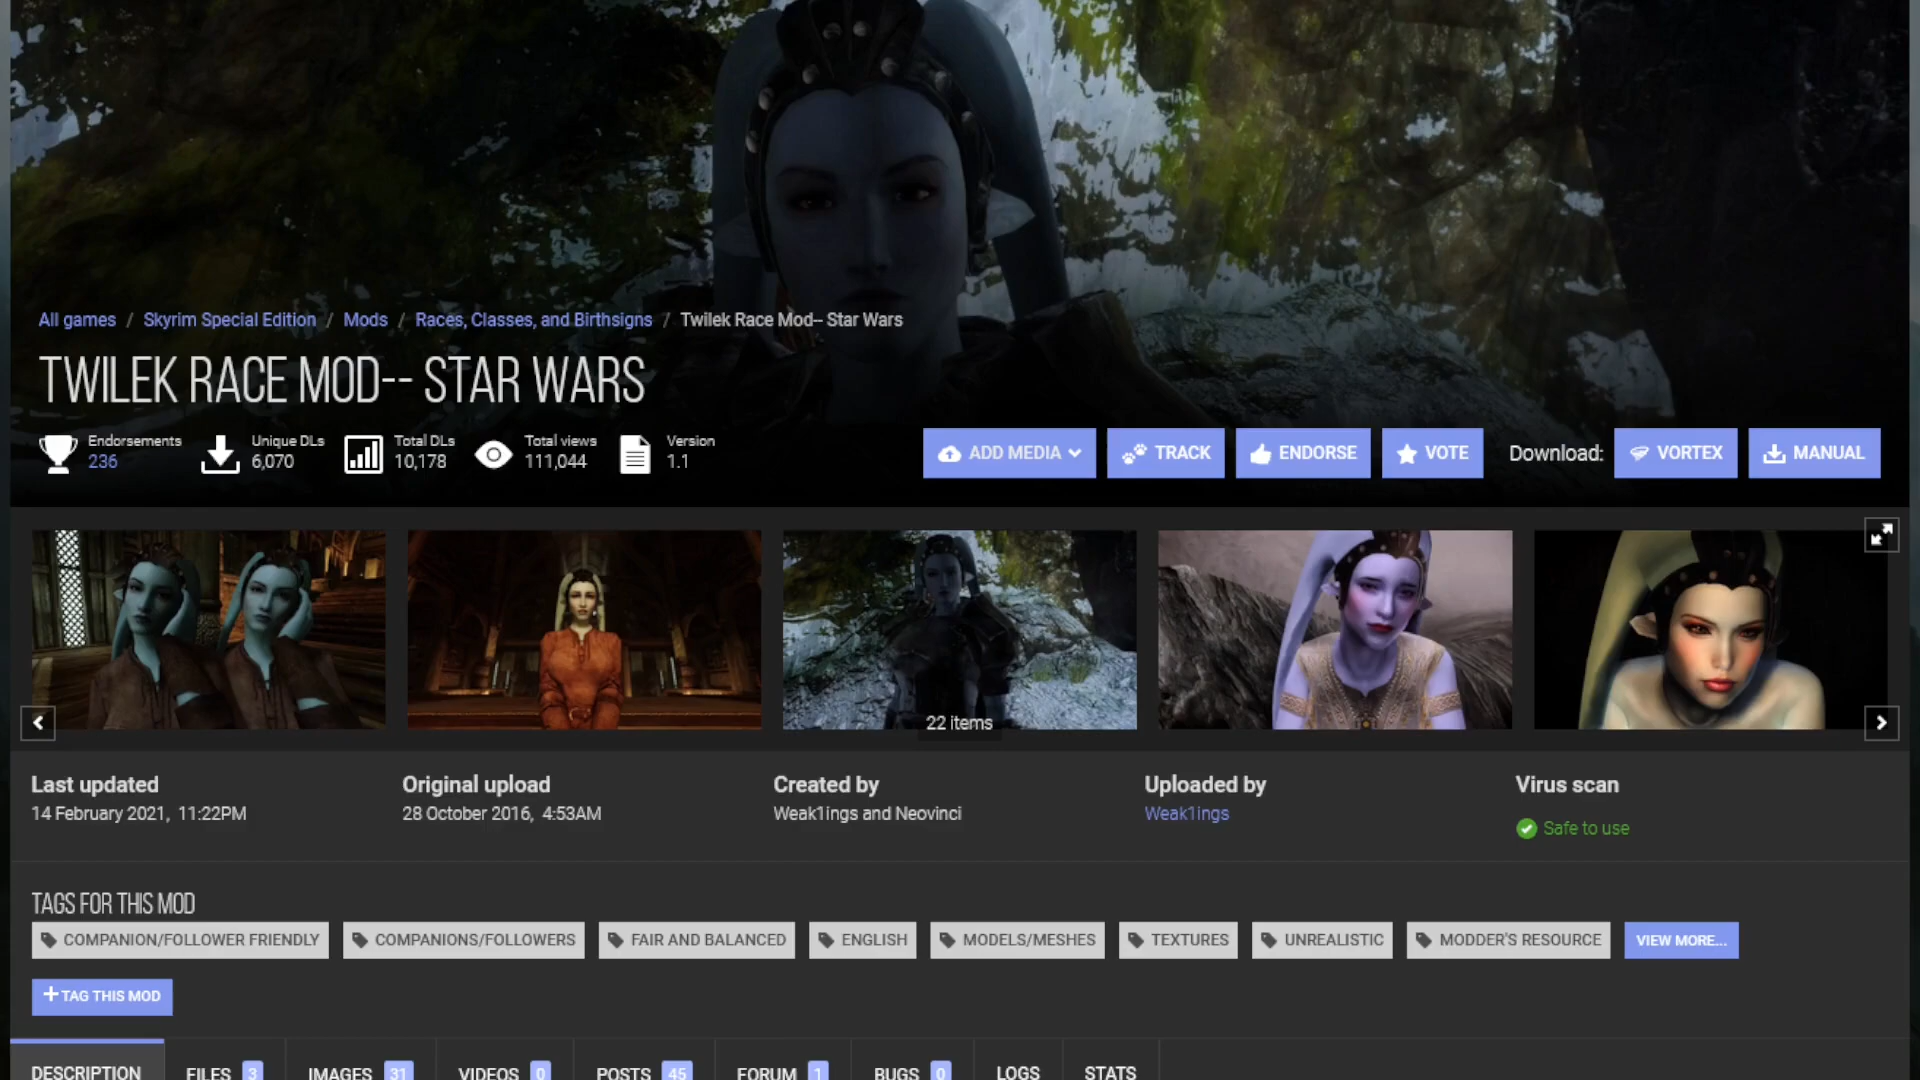 All games / Skyrim Special Edition / Mods / Races, Classes, and Birthsigns / Twilek Race Mod-- Star Wars
TWILEK RACE MOD-- STAR WARS
Endorsements
236
Unique DLs
6,070
Total DLs
10,178
Total views
111,044
Version
1.1
ADD MEDIA
TRACK
ENDORSE
VOTE
Download:
VORTEX
MANUAL
22 items
Last updated
14 February 2021, 11:22PM
Original upload
28 October 2016, 4:53AM
Created by
Weak1ings and Neovinci
Uploaded by
Weak1ings
Virus scan
Safe to use
TAGS FOR THIS MOD
COMPANION/FOLLOWER FRIENDLY
COMPANIONS/FOLLOWERS
FAIR AND BALANCED
ENGLISH
MODELS/MESHES
TEXTURES
UNREALISTIC
MODDER'S RESOURCE
VIEW MORE...
+TAG THIS MOD
DESCRIPTION
FILES 3
IMAGES 31
VIDEOS 0
POSTS 45
FORUM 1
BUGS 0
LOGS
STATS